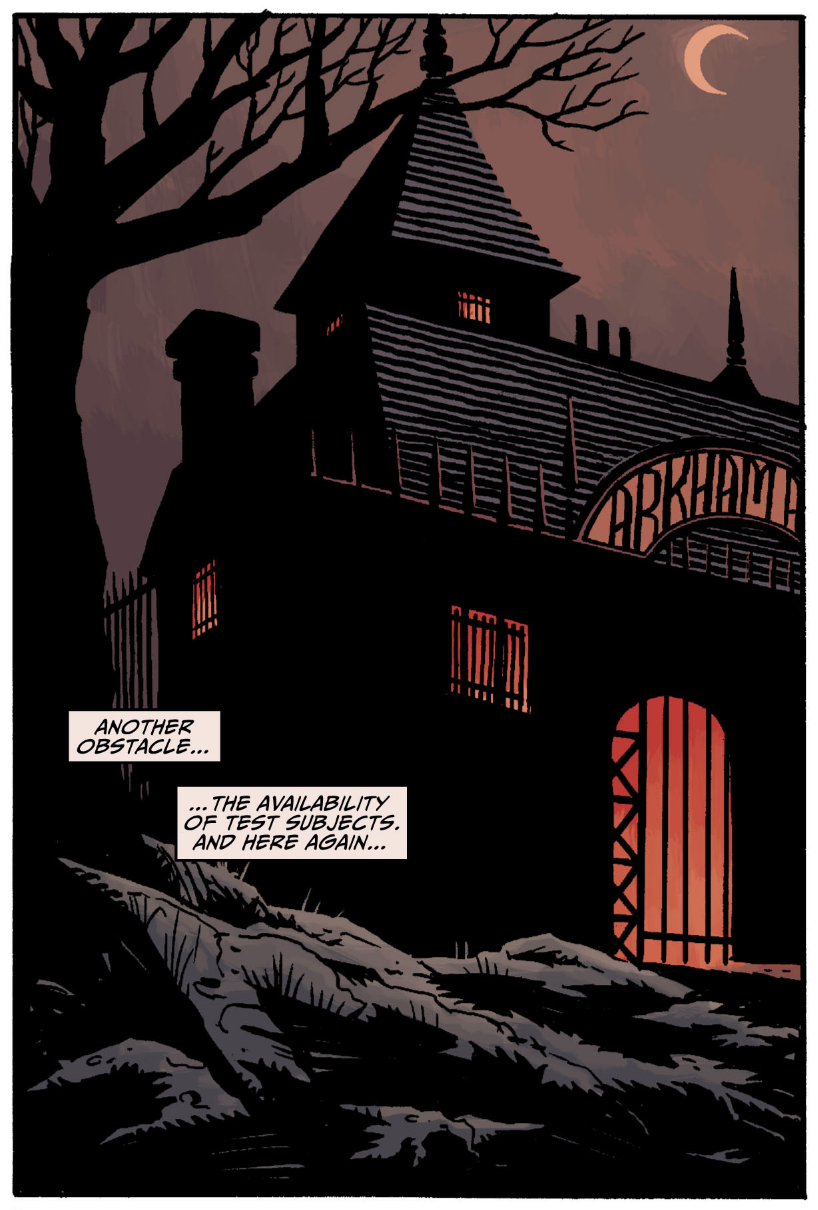 ARKHAM A
ANOTHER
OBSTACLE...
...THE AVAILABILITY
OF TEST SUBJECTS.
AND HERE AGAIN...